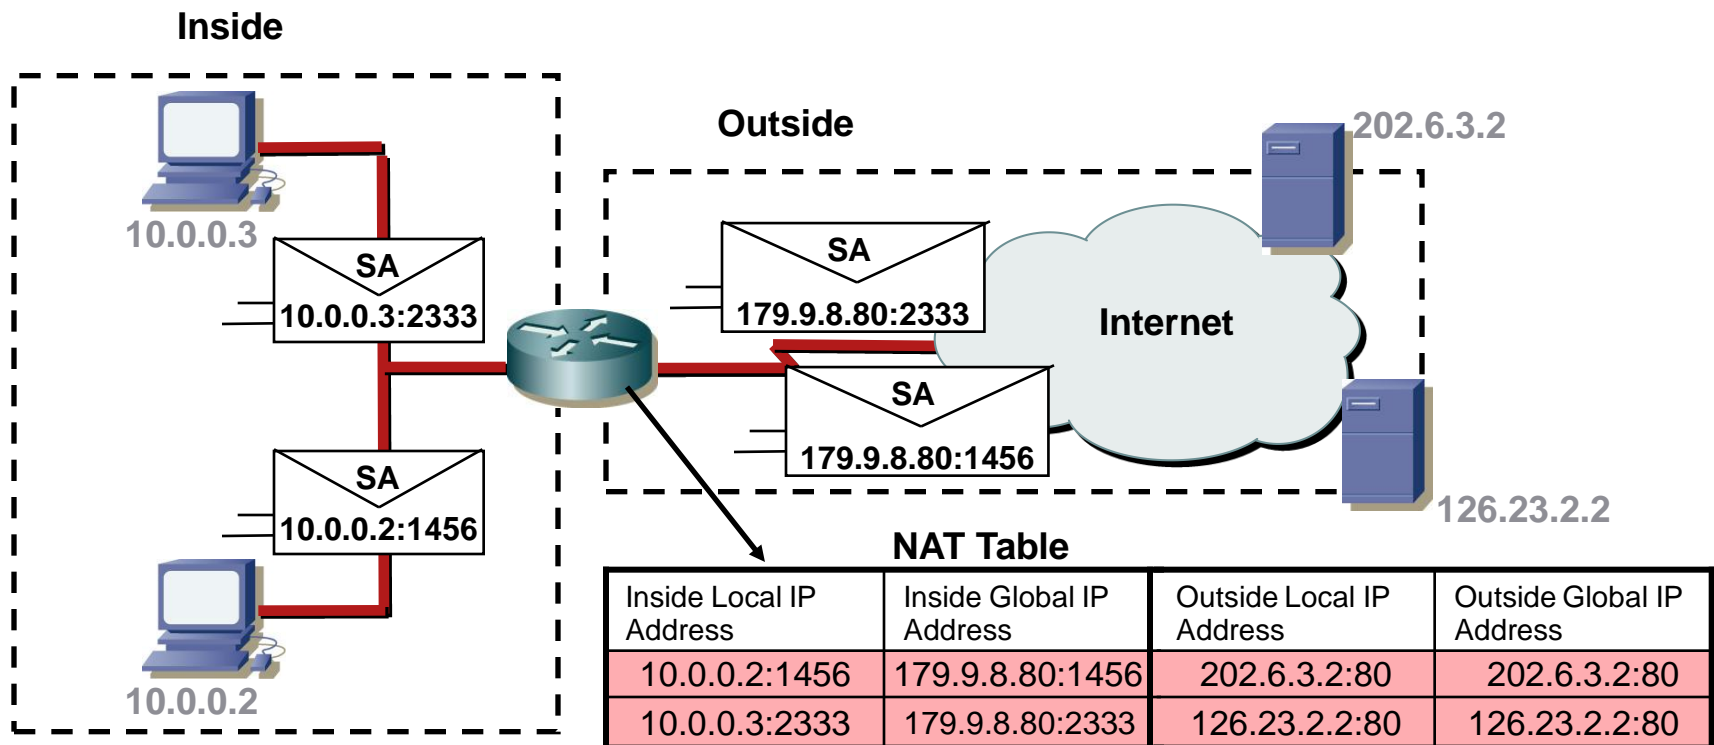 Inside
Outside
202.6.3.2
10.0.0.3
SA
10.0.0.3:2333
SA
179.9.8.80:2333
Internet
SA
179.9.8.80:1456
SA
10.0.0.2:1456
126.23.2.2
10.0.0.2
NAT Table
Inside Local IP Address
Inside Global IP Address
Outside Local IP Address
Outside Global IP Address
10.0.0.2:1456
179.9.8.80:1456
202.6.3.2:80
202.6.3.2:80
10.0.0.3:2333
179.9.8.80:2333
126.23.2.2:80
126.23.2.2:80